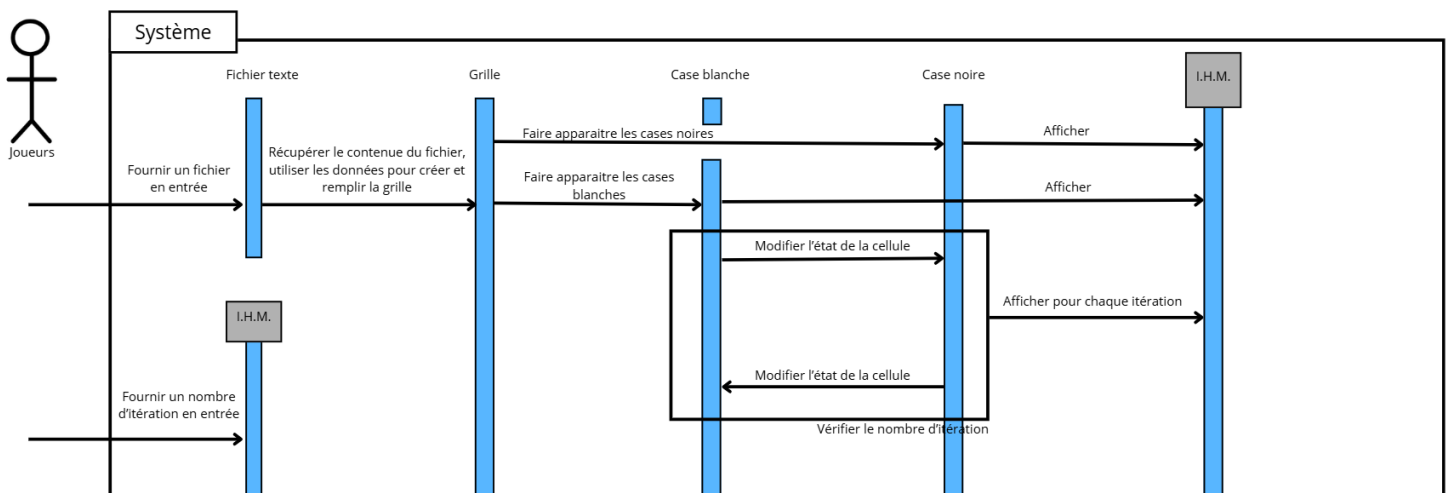 Système
Fichier texte
Grille
Case blanche
Case noire
I.H.M.
Joueurs
Faire apparaitre les cases noires
Afficher
Fournir un fichier
en entrée
Récupérer le contenue du fichier,
utiliser les données pour créer et
remplir la grille
Faire apparaitre les cases
blanches
Afficher
Modifier l'état de la cellule
Afficher pour chaque itération
I.H.M.
Modifier l'état de la cellule
Fournir un nombre
d'itération en entrée
Vérifier le nombre d'itération